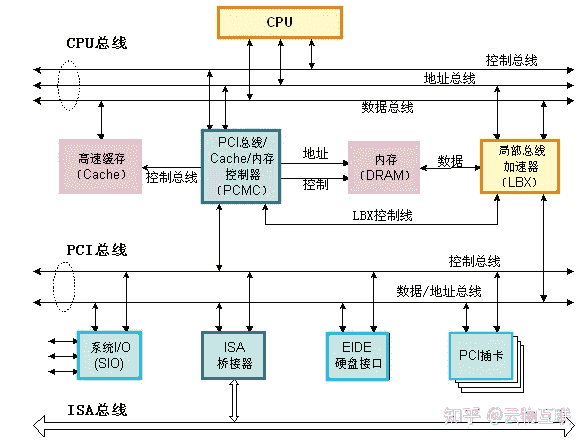 CPU
CPU总线
控制总线
地址总线
数据总线
高速缓存
(Cache)
控制总线
PCI总线/
Cache/内存
控制器
(PCMC)
地址
控制
内存
(DRAM)
数据
局部总线
加速器
(LBX)
LBX控制线
PCI总线
控制总线
数据/地址总线
系统I/O
(SIO)
ISA
桥接器
EIDE
硬盘接口
PCI插卡
ISA总线
知乎 @云物互联